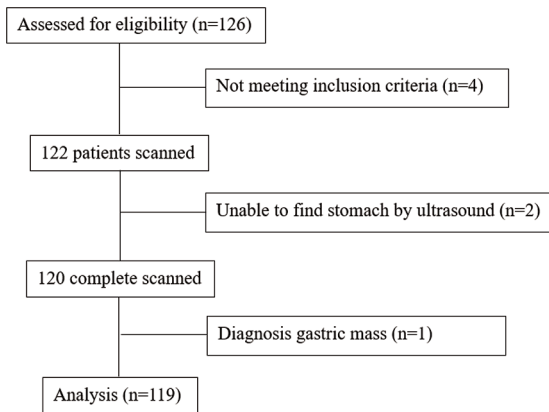 Assessed for eligibility (n=126)
Not meeting inclusion criteria (n=4)
122 patients scanned
Unable to find stomach by ultrasound (n=2)
120 complete scanned
Diagnosis gastric mass (n=1)
Analysis (n=119)